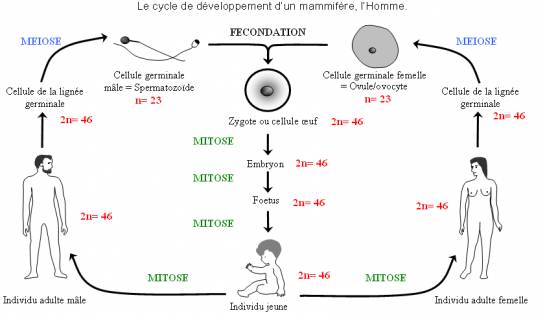 Le cycle de développement d'un mammifère, l'Homme.
MEIOSE
FECONDATION
MEIOSE
Cellule de la lignée
germinale
2n= 46
Cellule germinale
mâle = Spermatozoïde
n= 23
Cellule germinale femelle
= Ovule/ovocyte
n= 23
Cellule de la lignée
germinale
2n= 46
Zygote ou cellule œuf
2n= 46
MITOSE
Embryon
2n= 46
MITOSE
Foetus
2n= 46
MITOSE
2n= 46
2n= 46
2n= 46
MITOSE
MITOSE
Individu adulte mâle
Individu jeune
Individu adulte femelle